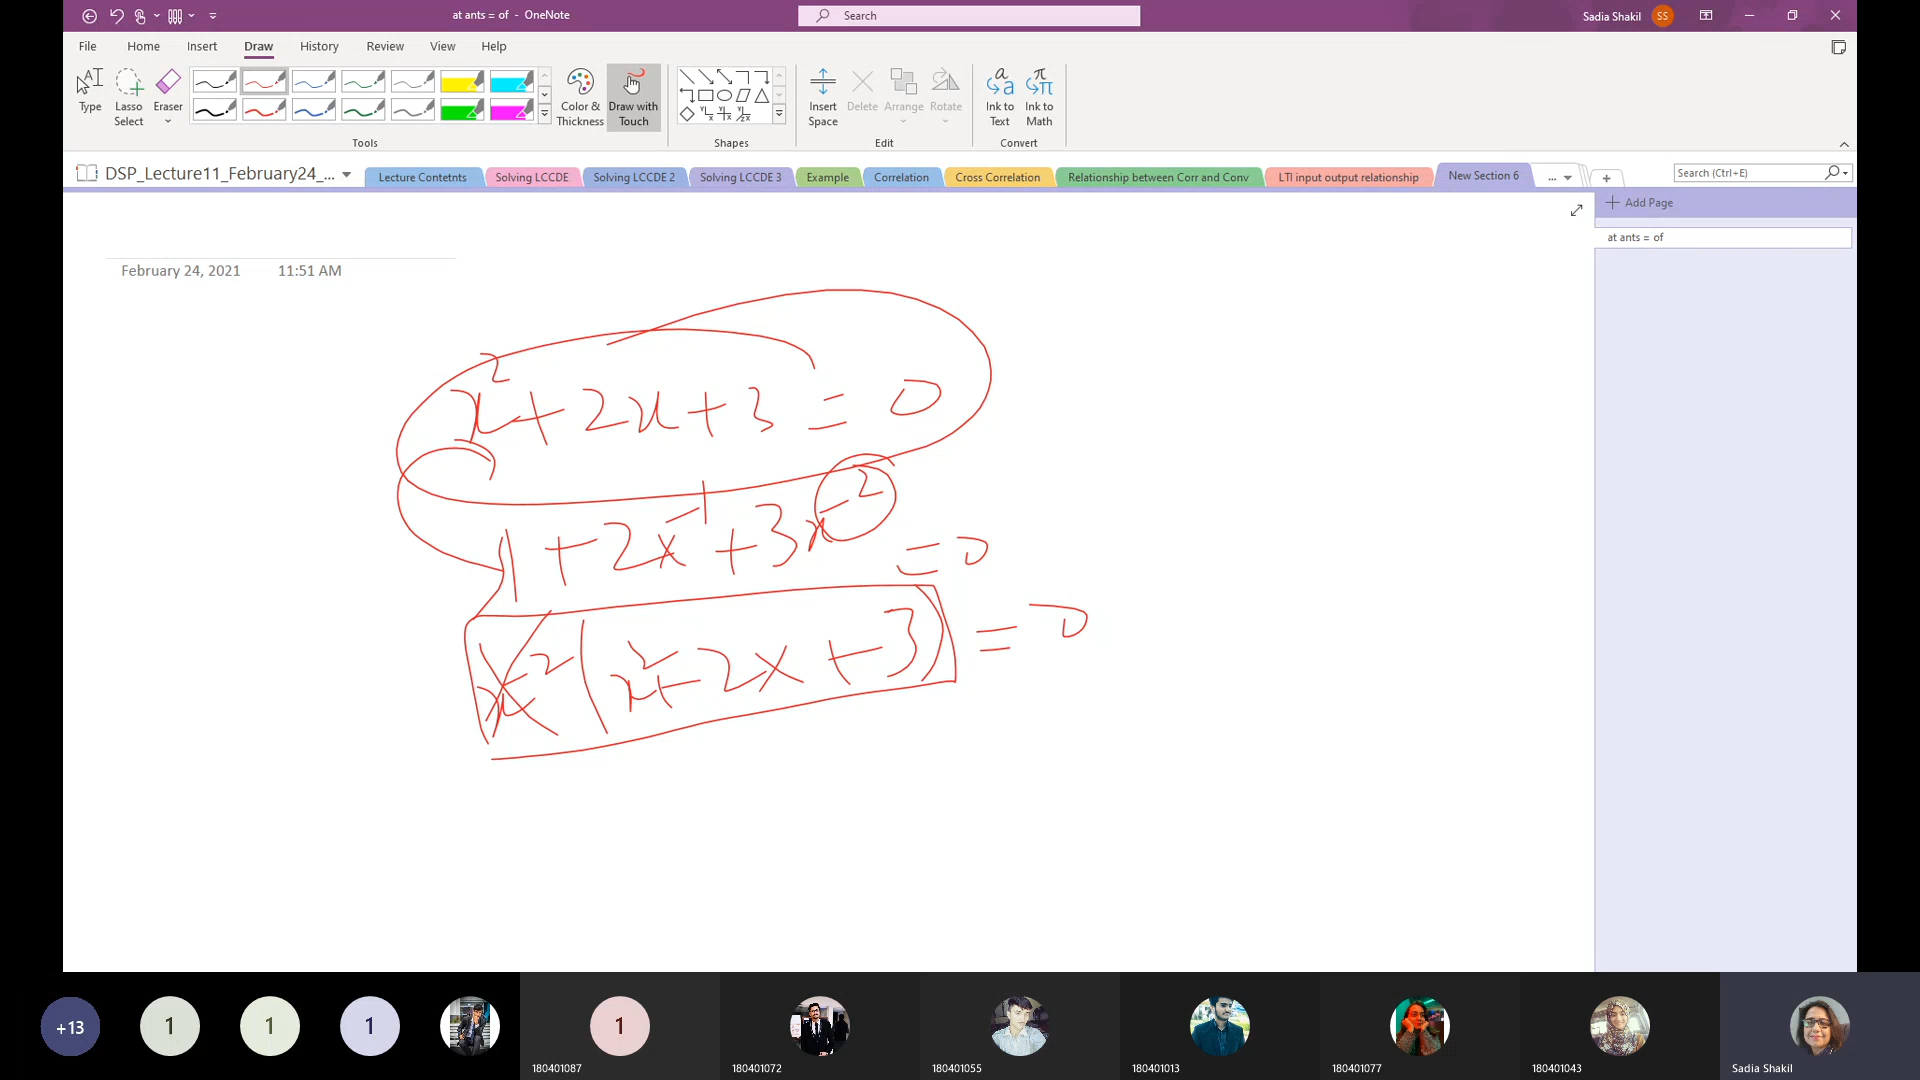 at ants = of - OneNote
Search
Sadia Shakil SS
File Home Insert Draw History Review View Help
Type Lasso Select Eraser Color & Thickness Draw with Touch Insert Space Delete Arrange Rotate Ink to Text Ink to Math
Tools Shapes Edit Convert
DSP_Lecture11_February24_... Lecture Contetnts Solving LCCDE Solving LCCDE 2 Solving LCCDE 3 Example Correlation Cross Correlation Relationship between Corr and Conv LTI input output relationship New Section 6 ... Search (Ctrl+E)
Add Page
at ants = of
February 24, 2021 11:51 AM
x² + 2x + 3 = 0
1 + 2x⁻¹ + 3x⁻² = 0
(x² + 2x + 3) = 0
+13 1 1 1 1
180401087 180401072 180401055 180401013 180401077 180401043 Sadia Shakil